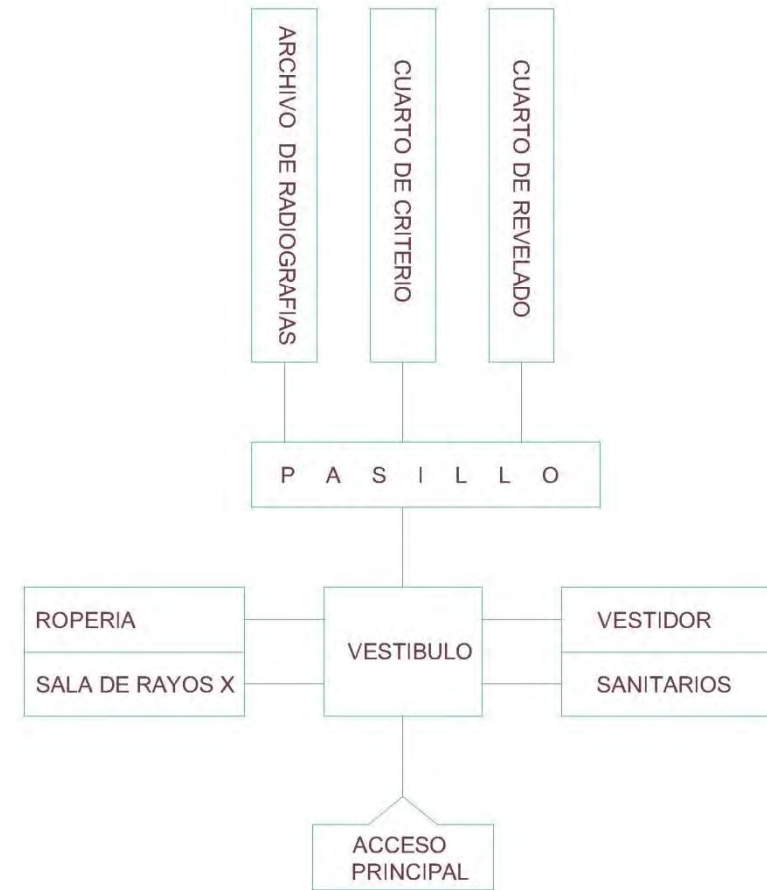 ARCHIVO DE RADIOGRAFIAS
CUARTO DE CRITERIO
CUARTO DE REVELADO
P A S I L L O
ROPERIA
VESTIBULO
VESTIDOR
SALA DE RAYOS X
SANITARIOS
ACCESO
PRINCIPAL